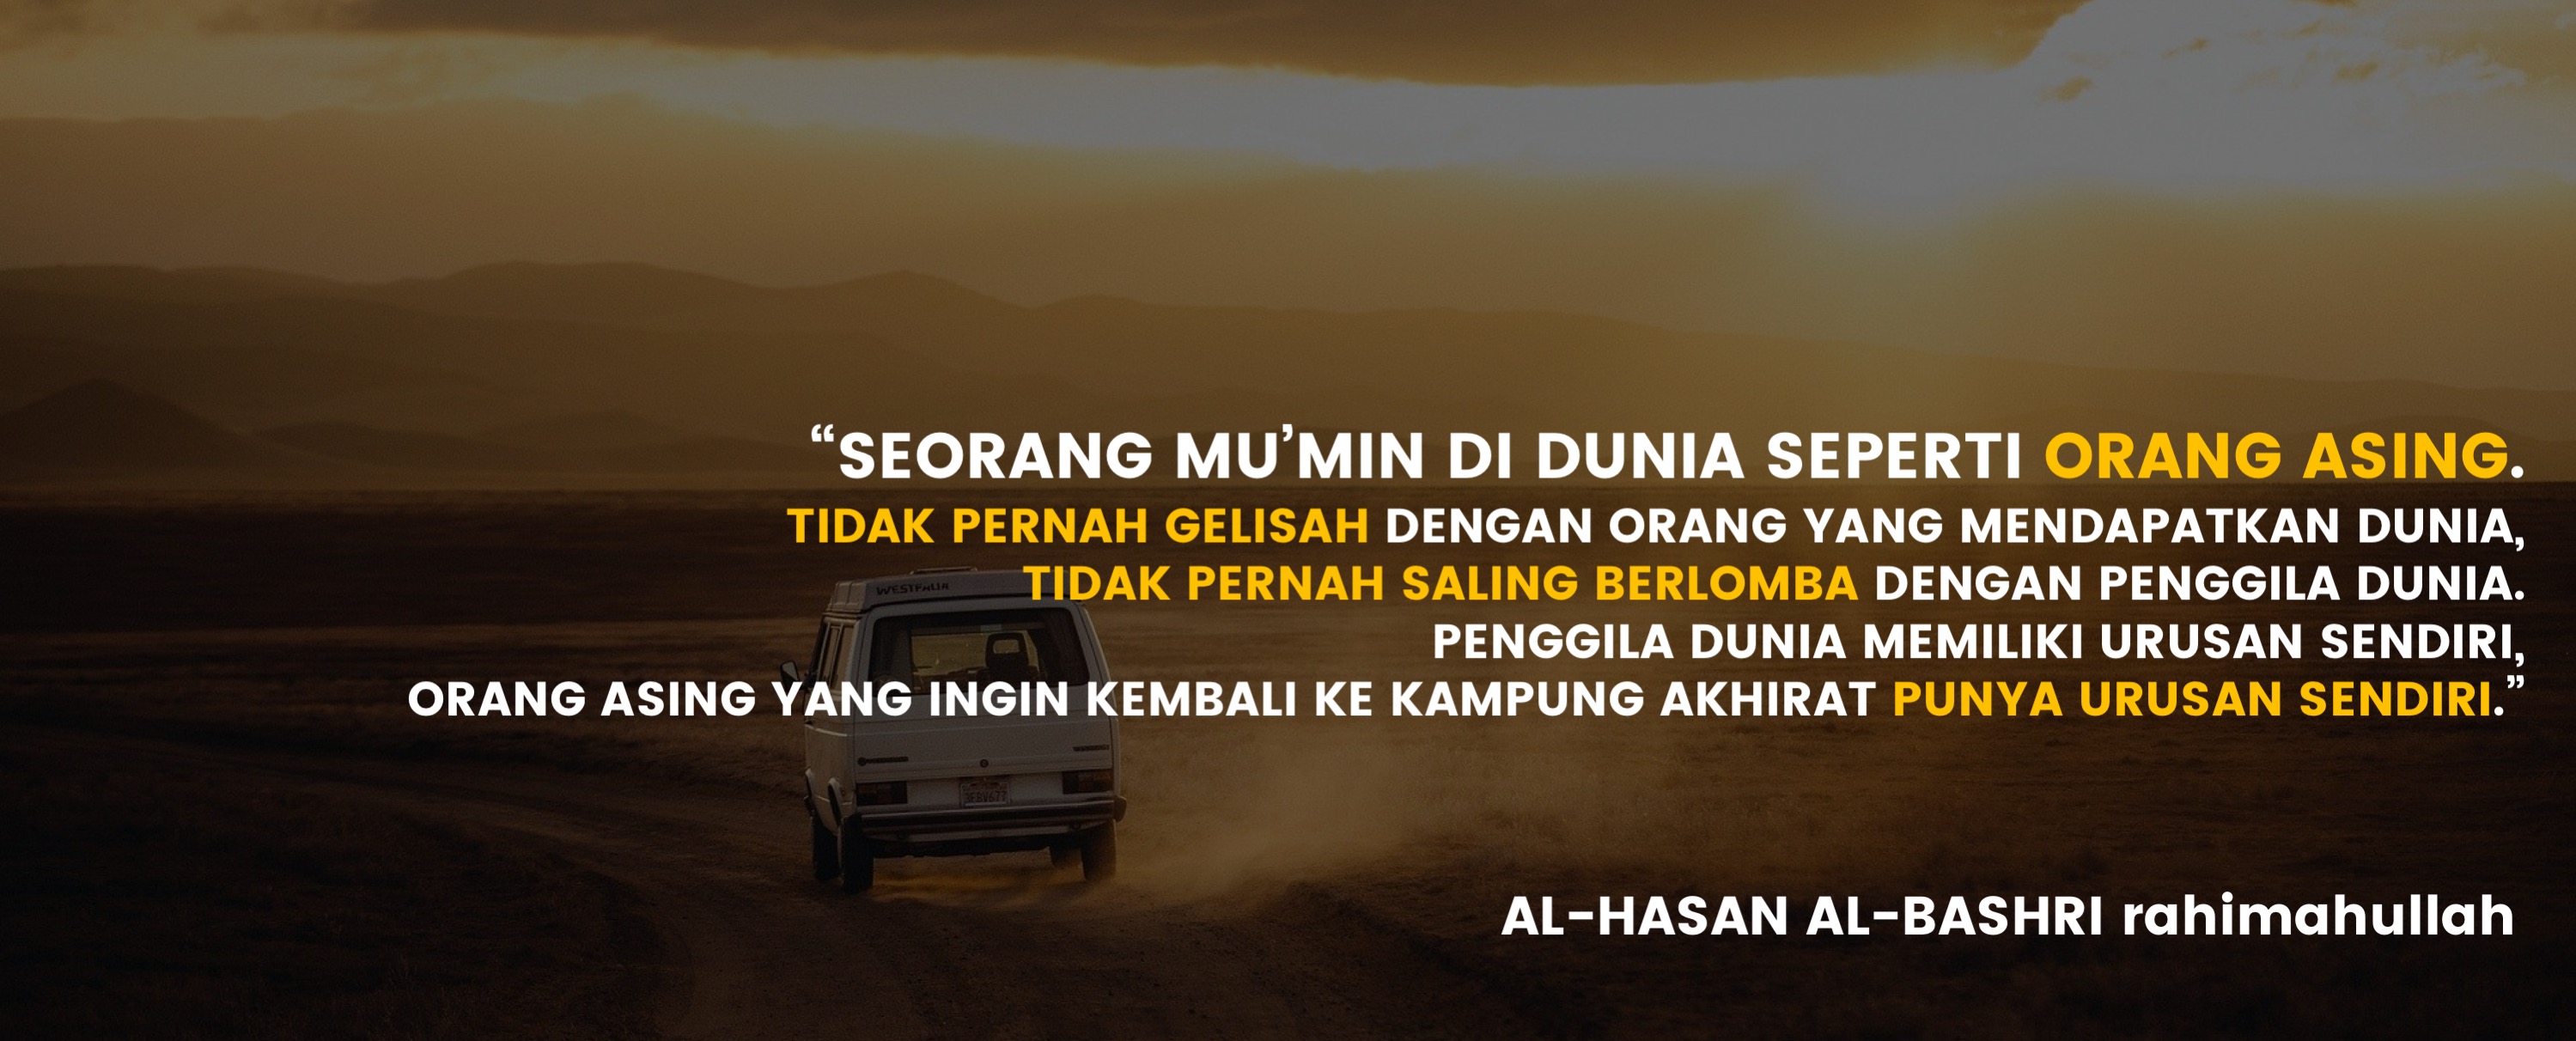 “SEORANG MU’MIN DI DUNIA SEPERTI ORANG ASING.
TIDAK PERNAH GELISAH DENGAN ORANG YANG MENDAPATKAN DUNIA,
TIDAK PERNAH SALING BERLOMBA DENGAN PENGGILA DUNIA.
PENGGILA DUNIA MEMILIKI URUSAN SENDIRI,
ORANG ASING YANG INGIN KEMBALI KE KAMPUNG AKHIRAT PUNYA URUSAN SENDIRI.”
WESTFALIA
AL-HASAN AL-BASHRI rahimahullah